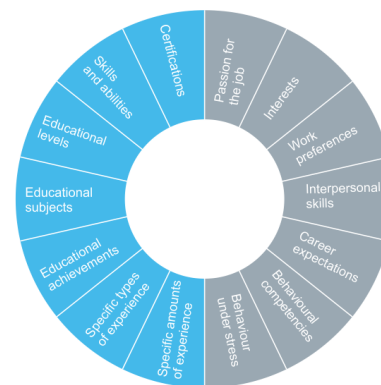 Passion for
the job
Interests
Work
preferences
Interpersonal
skills
Career
expectations
Behavioural
competencies
Behaviour
under stress
Specific amounts
of experience
Specific types
of experience
Educational
achievements
Educational
subjects
Educational
levels
Skills
and abilities
Certifications